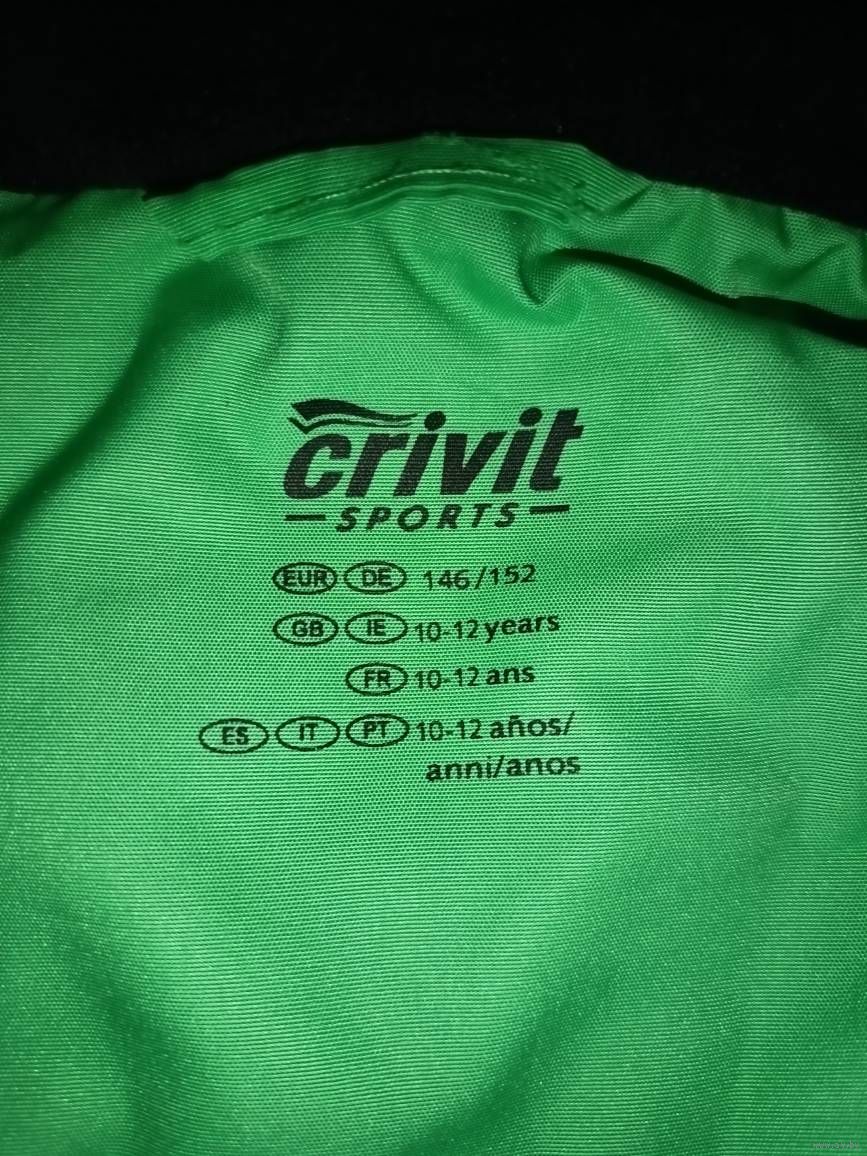 crivit
SPORTS
EUR DE 146/152
GB IE 10-12 years
FR 10-12 ans
ES IT PT 10-12 años/
anni/anos